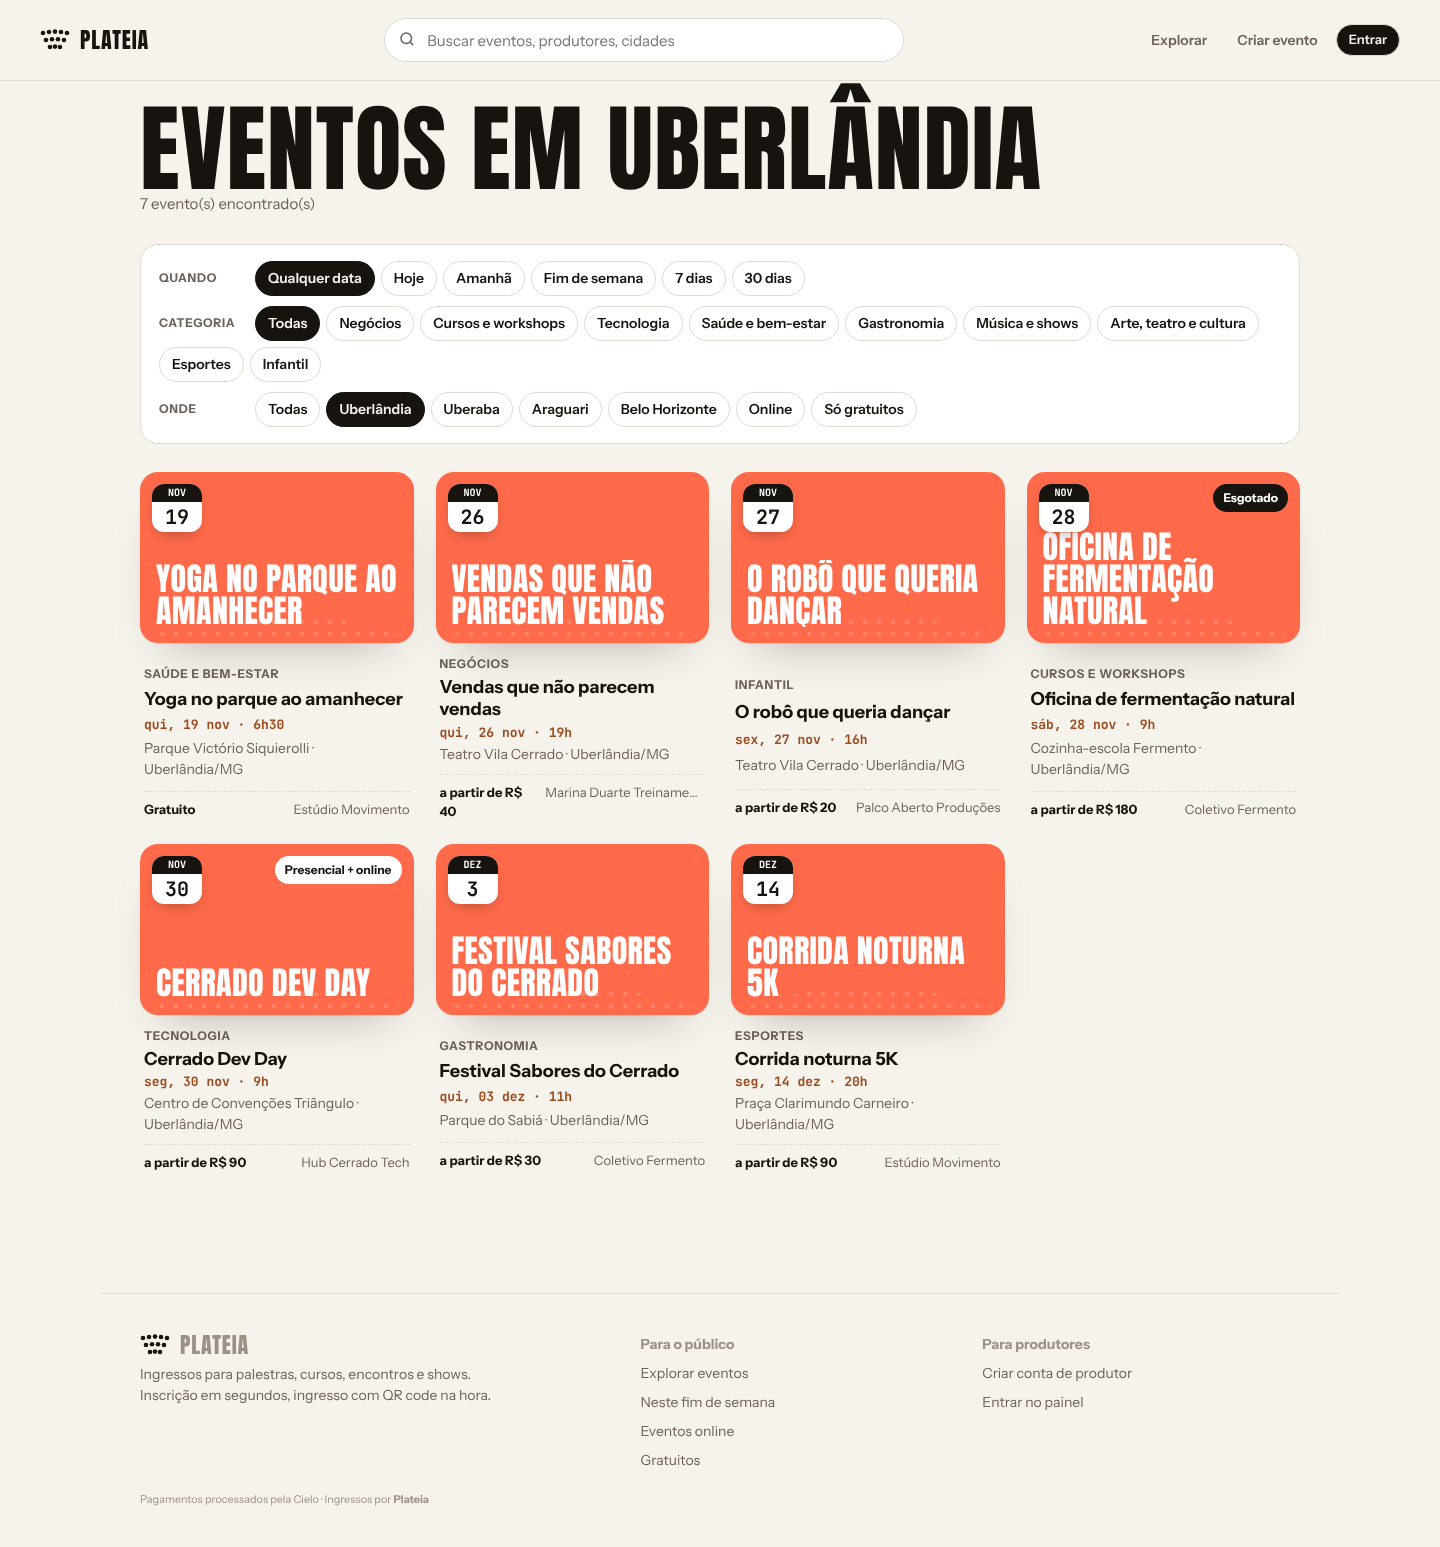 PLATEIA
Buscar eventos, produtores, cidades
Explorar
Criar evento
Entrar
EVENTOS EM UBERLÂNDIA
7 evento(s) encontrado(s)
QUANDO
Qualquer data
Hoje
Amanhã
Fim de semana
7 dias
30 dias
CATEGORIA
Todas
Negócios
Cursos e workshops
Tecnologia
Saúde e bem-estar
Gastronomia
Música e shows
Arte, teatro e cultura
Esportes
Infantil
ONDE
Todas
Uberlândia
Uberaba
Araguari
Belo Horizonte
Online
Só gratuitos
NOV
19
YOGA NO PARQUE AO
AMANHECER
SAÚDE E BEM-ESTAR
Yoga no parque ao amanhecer
qui, 19 nov · 6h30
Parque Victório Siquierolli ·
Uberlândia/MG
Gratuito
Estúdio Movimento
NOV
26
VENDAS QUE NÃO
PARECEM VENDAS
NEGÓCIOS
Vendas que não parecem
vendas
qui, 26 nov · 19h
Teatro Vila Cerrado · Uberlândia/MG
a partir de R$
40
Marina Duarte Treiname...
NOV
27
O ROBÔ QUE QUERIA
DANÇAR
INFANTIL
O robô que queria dançar
sex, 27 nov · 16h
Teatro Vila Cerrado · Uberlândia/MG
a partir de R$ 20
Palco Aberto Produções
NOV
28
Esgotado
OFICINA DE
FERMENTAÇÃO
NATURAL
CURSOS E WORKSHOPS
Oficina de fermentação natural
sáb, 28 nov · 9h
Cozinha-escola Fermento ·
Uberlândia/MG
a partir de R$ 180
Coletivo Fermento
NOV
30
Presencial + online
CERRADO DEV DAY
TECNOLOGIA
Cerrado Dev Day
seg, 30 nov · 9h
Centro de Convenções Triângulo ·
Uberlândia/MG
a partir de R$ 90
Hub Cerrado Tech
DEZ
3
FESTIVAL SABORES
DO CERRADO
GASTRONOMIA
Festival Sabores do Cerrado
qui, 03 dez · 11h
Parque do Sabiá · Uberlândia/MG
a partir de R$ 30
Coletivo Fermento
DEZ
14
CORRIDA NOTURNA
5K
ESPORTES
Corrida noturna 5K
seg, 14 dez · 20h
Praça Clarimundo Carneiro ·
Uberlândia/MG
a partir de R$ 90
Estúdio Movimento
PLATEIA
Ingressos para palestras, cursos, encontros e shows.
Inscrição em segundos, ingresso com QR code na hora.
Para o público
Explorar eventos
Neste fim de semana
Eventos online
Gratuitos
Para produtores
Criar conta de produtor
Entrar no painel
Pagamentos processados pela Cielo · Ingressos por Plateia